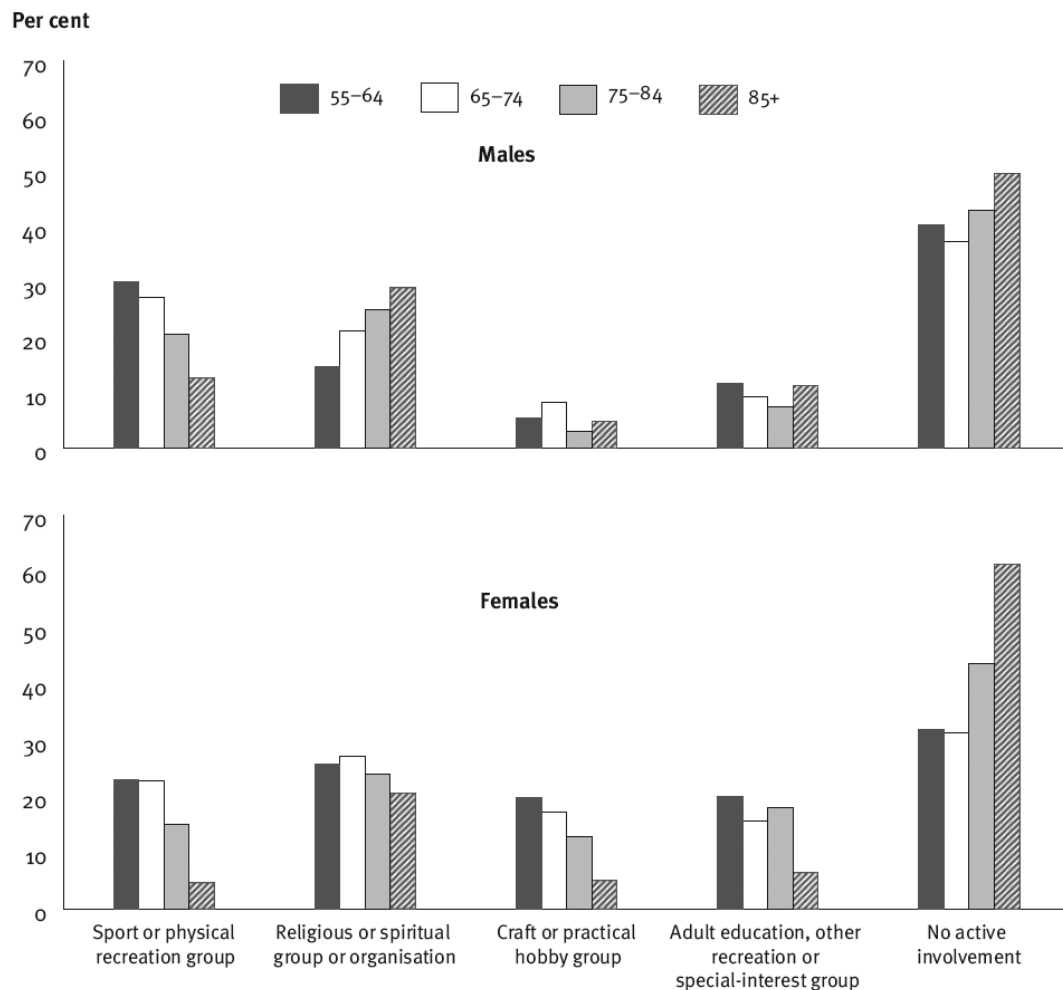 Per cent
70
60
50
40
30
20
10
0
55–64 65–74 75–84 85+
Males
70
60
50
40
30
20
10
0
Females
Sport or physical
recreation group
Religious or spiritual
group or organisation
Craft or practical
hobby group
Adult education, other
recreation or
special-interest group
No active
involvement